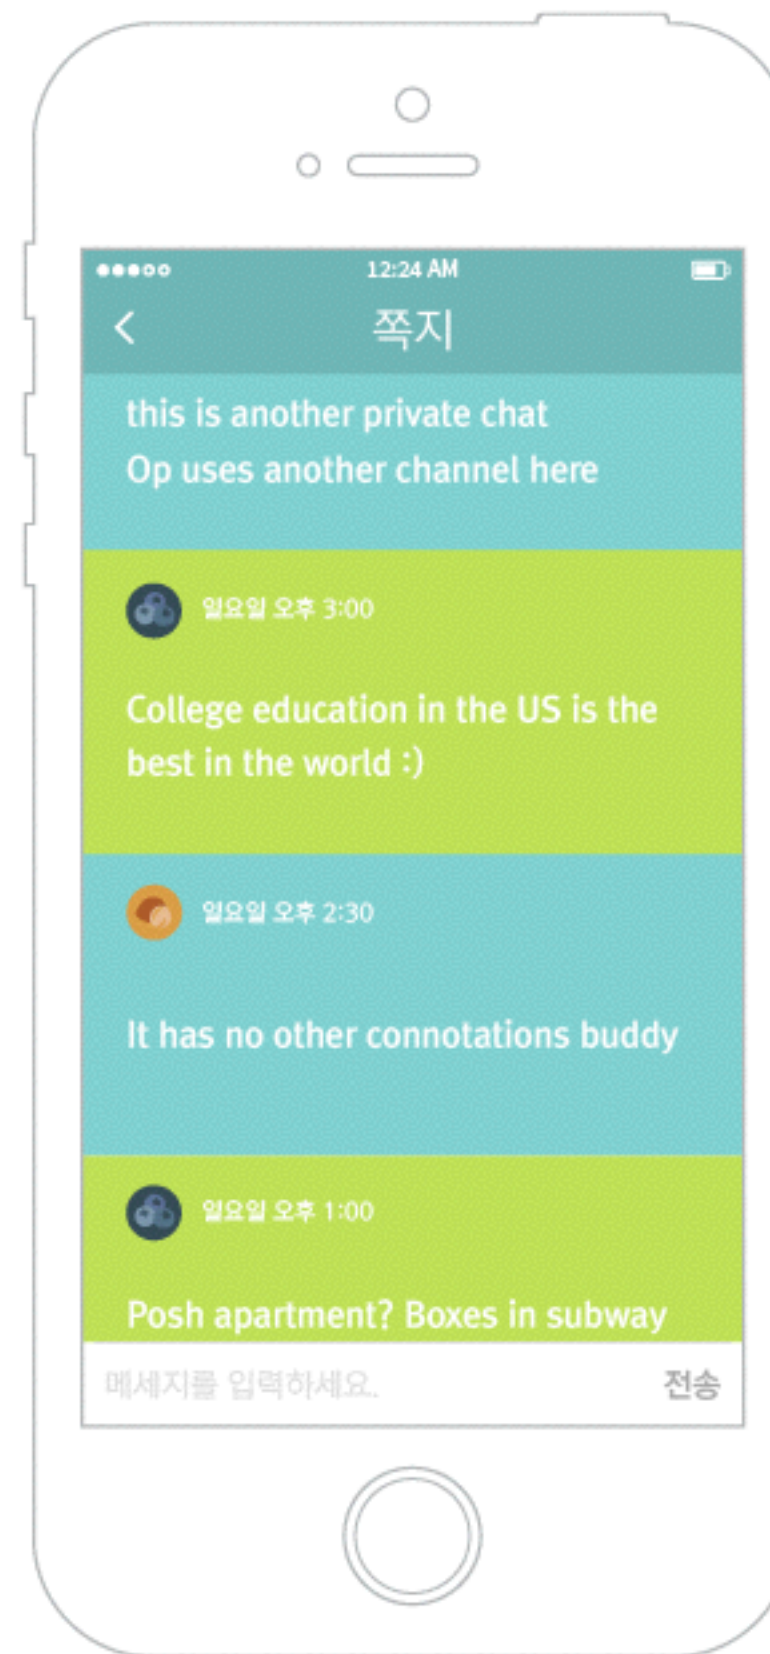 12:24 AM
쪽지
this is another private chat
Op uses another channel here
일요일 오후 3:00
College education in the US is the
best in the world :)
일요일 오후 2:30
It has no other connotations buddy
일요일 오후 1:00
Posh apartment? Boxes in subway
메세지를 입력하세요.
전송